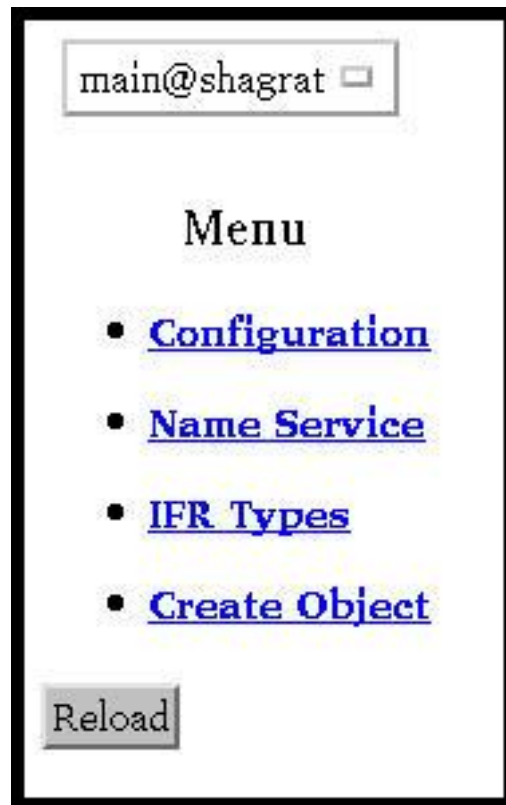 main@shagrat
Menu
Configuration
Name Service
IFR Types
Create Object
Reload